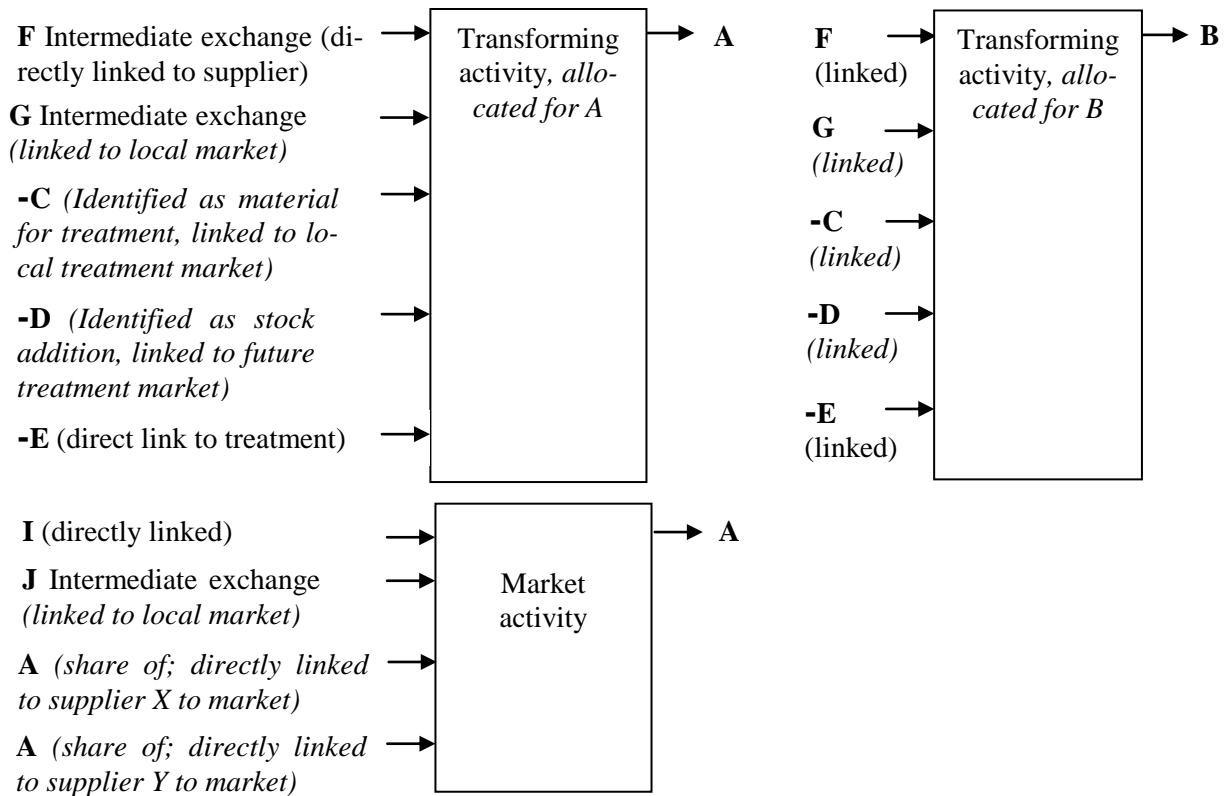 F Intermediate exchange (di-
rectly linked to supplier)
G Intermediate exchange
(linked to local market)
-C (Identified as material
for treatment, linked to lo-
cal treatment market)
-D (Identified as stock
addition, linked to future
treatment market)
-E (direct link to treatment)
Transforming
activity, allo-
cated for A
A
F
(linked)
G
(linked)
-C
(linked)
-D
(linked)
-E
(linked)
Transforming
activity, allo-
cated for B
B
I (directly linked)
J Intermediate exchange
(linked to local market)
A (share of; directly linked
to supplier X to market)
A (share of; directly linked
to supplier Y to market)
Market
activity
A